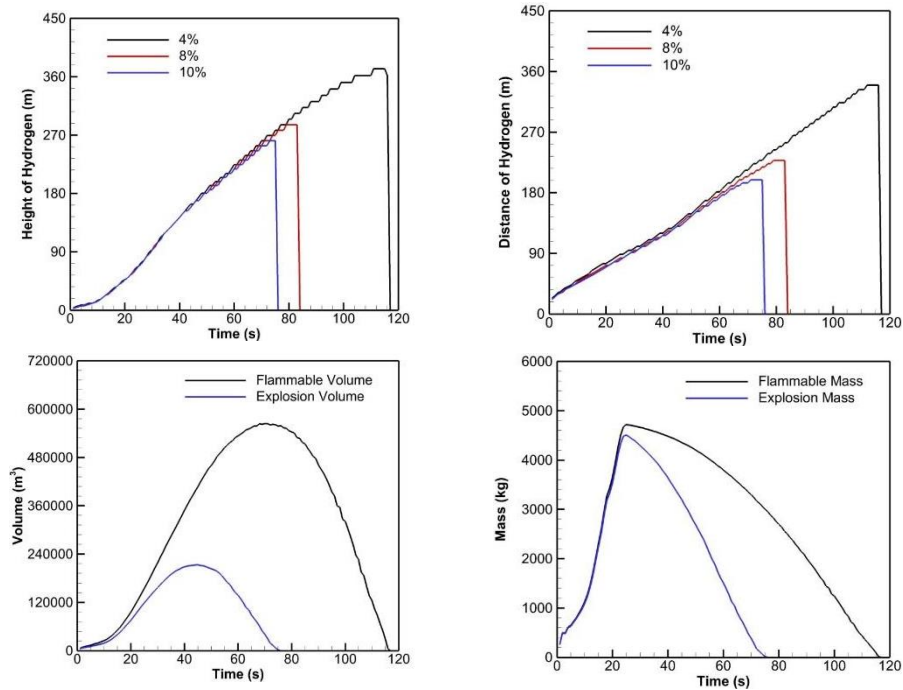 450
360
270
180
90
0
Height of Hydrogen (m)
4%
8%
10%
0 20 40 60 80 100 120
Time (s)
450
360
270
180
90
0
Distance of Hydrogen (m)
4%
8%
10%
0 20 40 60 80 100 120
Time (s)
720000
600000
480000
360000
240000
120000
0
Volume (m³)
Flammable Volume
Explosion Volume
0 20 40 60 80 100 120
Time (s)
6000
5000
4000
3000
2000
1000
0
Mass (kg)
Flammable Mass
Explosion Mass
0 20 40 60 80 100 120
Time (s)